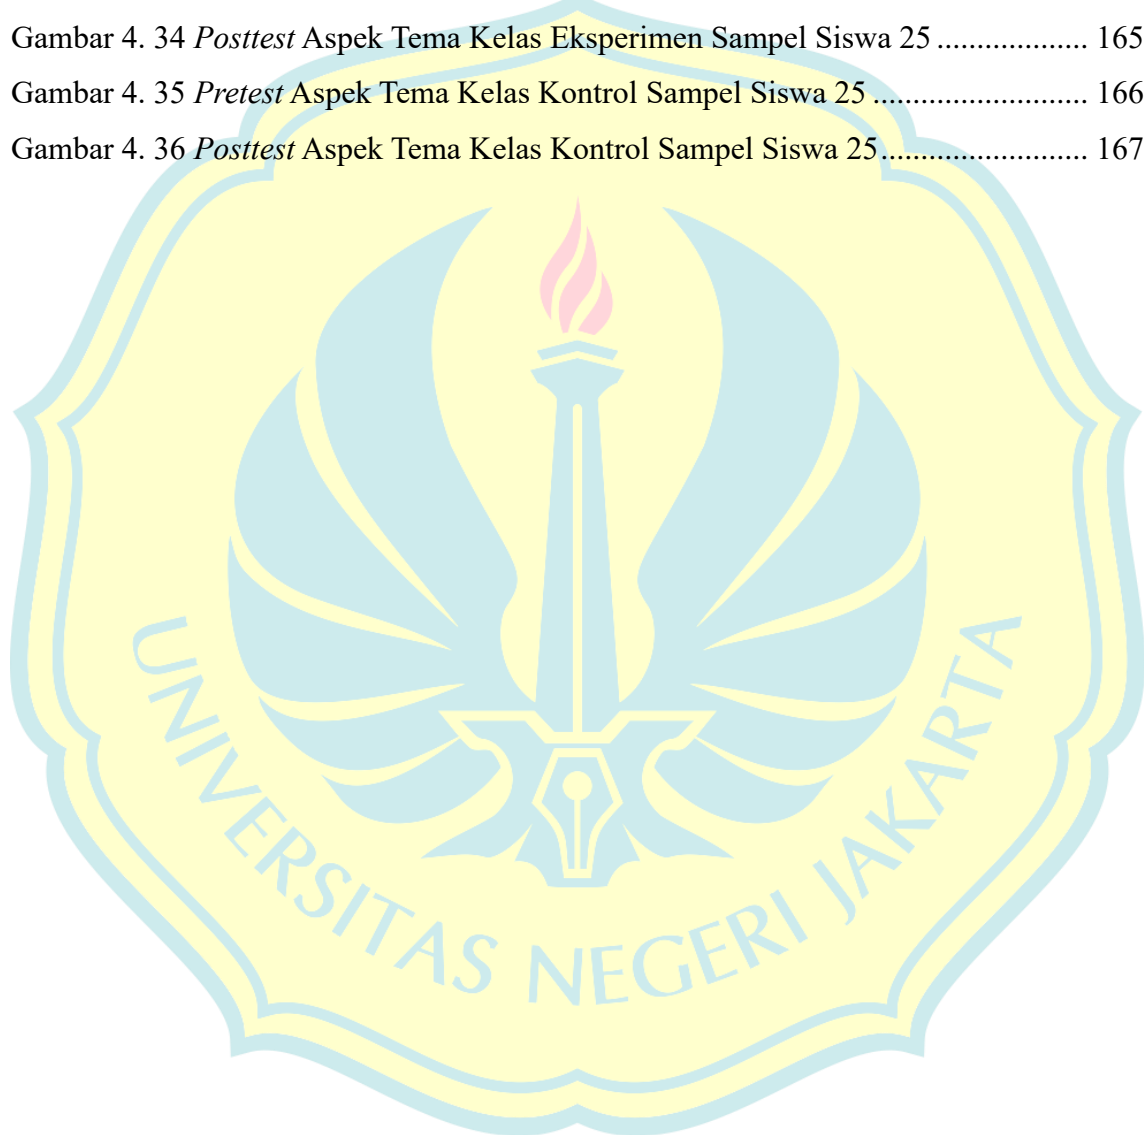 Gambar 4. 34 Posttest Aspek Tema Kelas Eksperimen Sampel Siswa 25 ................... 165
Gambar 4. 35 Pretest Aspek Tema Kelas Kontrol Sampel Siswa 25 ........................... 166
Gambar 4. 36 Posttest Aspek Tema Kelas Kontrol Sampel Siswa 25.......................... 167
UNIVERSITAS NEGERI JAKARTA